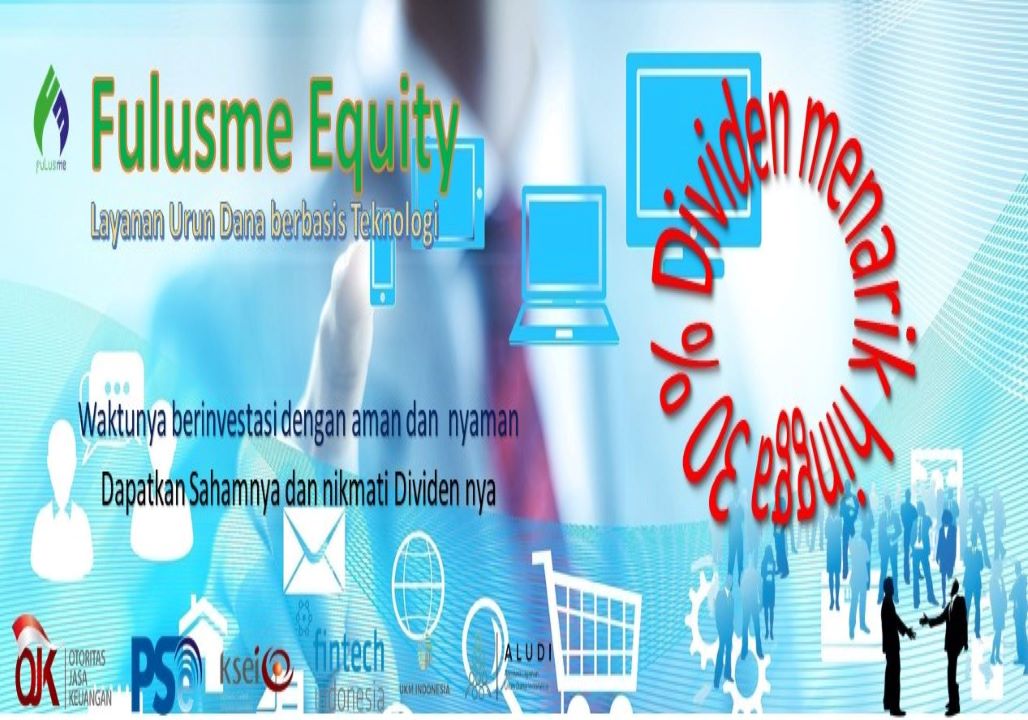 Fulusme Equity
fuLusme
Layanan Urun Dana berbasis Teknologi
Dividen menarik hingga 30 %
Waktunya berinvestasi dengan aman dan nyaman
Dapatkan Sahamnya dan nikmati Dividen nya
OJK
OTORITAS
JASA
KEUANGAN
PSe
ksei
fintech
indonesia
UKM INDONESIA
ALUDI